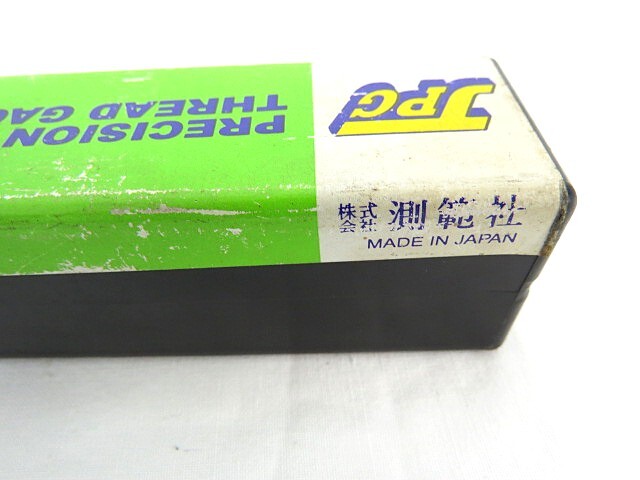 JPG
PRECISION
THREAD GAG
株式会社 測範社
MADE IN JAPAN